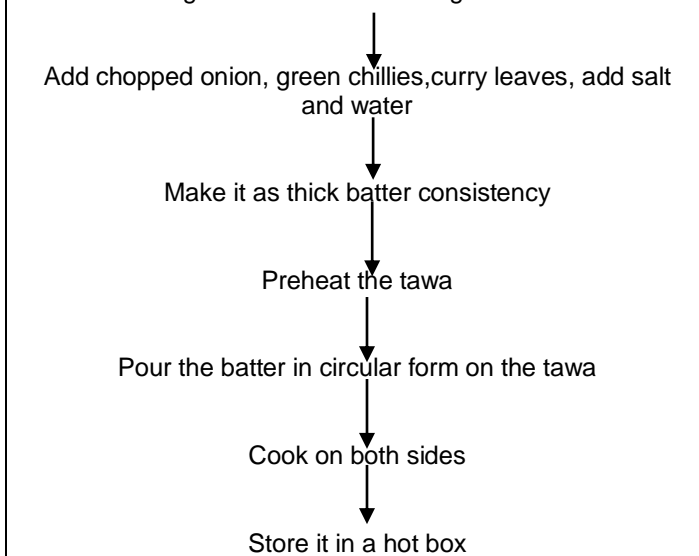 Add chopped onion, green chillies,curry leaves, add salt
and water
Make it as thick batter consistency
Preheat the tawa
Pour the batter in circular form on the tawa
Cook on both sides
Store it in a hot box